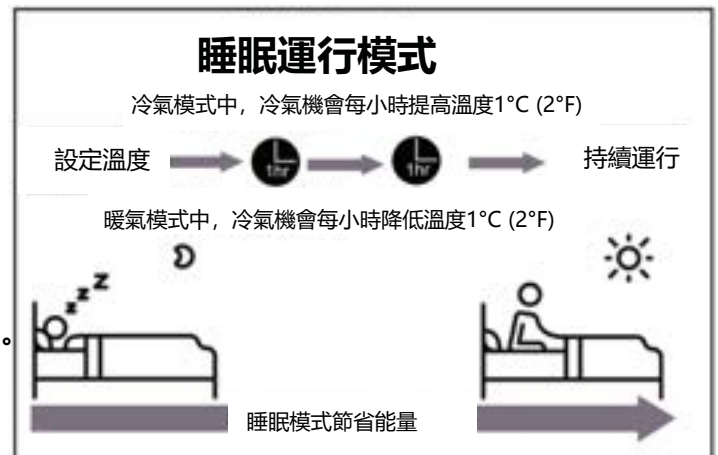 睡眠運行模式
冷氣模式中，冷氣機會每小時提高溫度1°C (2°F)
設定溫度 1hr 1hr 持續運行
暖氣模式中，冷氣機會每小時降低溫度1°C (2°F)
z z z Z
。
睡眠模式節省能量